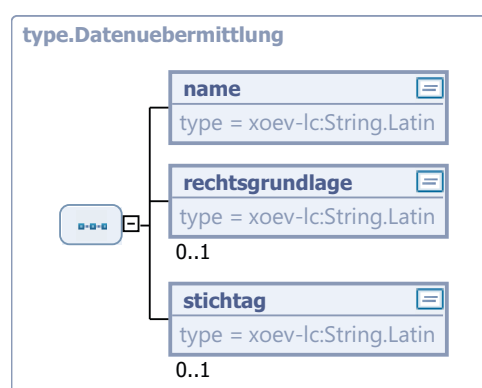 type.Datenuebermittlung
name
type = xoev-lc:String.Latin
rechtsgrundlage
type = xoev-lc:String.Latin
0..1
stichtag
type = xoev-lc:String.Latin
0..1